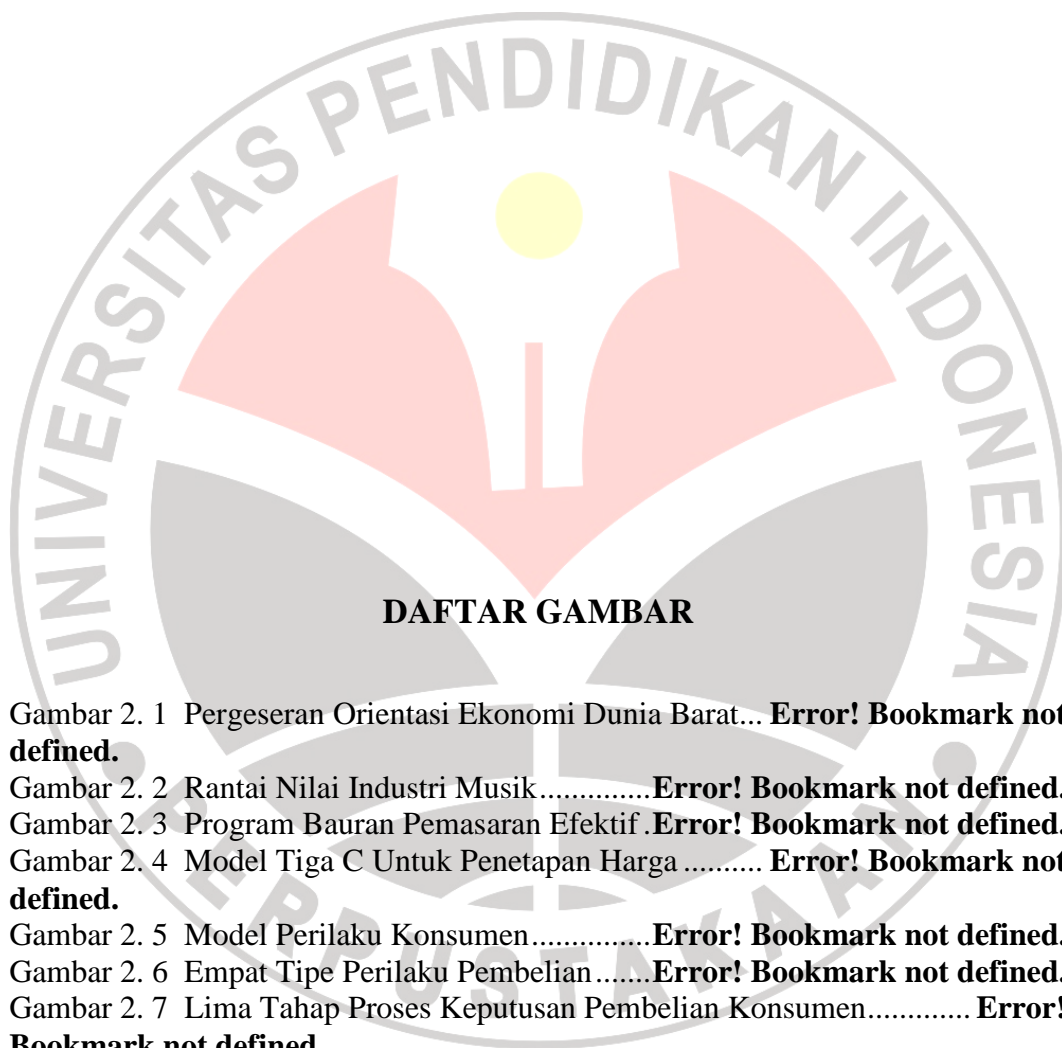 UNIVERSITAS PENDIDIKAN INDONESIA
DAFTAR GAMBAR
Gambar 2. 1 Pergeseran Orientasi Ekonomi Dunia Barat... Error! Bookmark not
defined.
Gambar 2. 2 Rantai Nilai Industri Musik..............Error! Bookmark not defined.
Gambar 2. 3 Program Bauran Pemasaran Efektif .Error! Bookmark not defined.
Gambar 2. 4 Model Tiga C Untuk Penetapan Harga .......... Error! Bookmark not
defined.
Gambar 2. 5 Model Perilaku Konsumen...............Error! Bookmark not defined.
Gambar 2. 6 Empat Tipe Perilaku Pembelian.......Error! Bookmark not defined.
Gambar 2. 7 Lima Tahap Proses Keputusan Pembelian Konsumen............. Error!
Bookmark not defined.
PERPUSTAKAAN